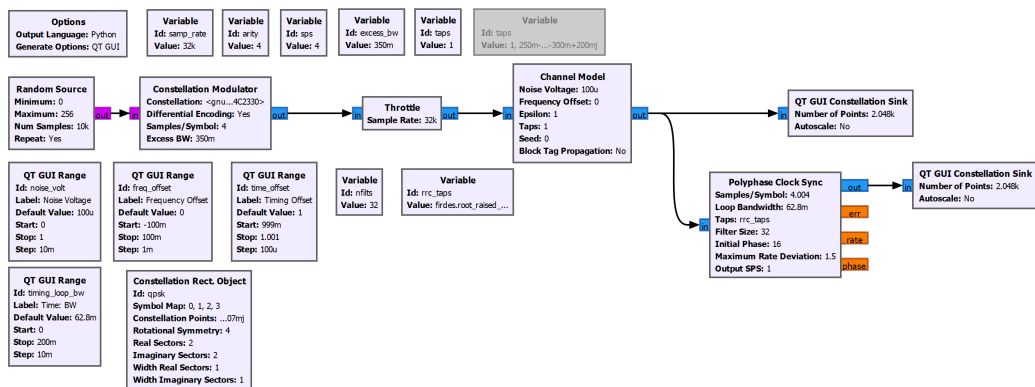 Options
Output Language: Python
Generate Options: QT GUI
Variable
Id: samp_rate
Value: 32k
Variable
Id: arity
Value: 4
Variable
Id: sps
Value: 4
Variable
Id: excess_bw
Value: 350m
Variable
Id: taps
Value: 1
Variable
Id: taps
Value: 1, 250m-...-300m+200mj
Random Source
Minimum: 0
Maximum: 256
Num Samples: 10k
Repeat: Yes
out
in
Constellation Modulator
Constellation: <gnu...4C2330>
Differential Encoding: Yes
Samples/Symbol: 4
Excess BW: 350m
out
in
Throttle
Sample Rate: 32k
out
in
Channel Model
Noise Voltage: 100u
Frequency Offset: 0
Epsilon: 1
Taps: 1
Seed: 0
Block Tag Propagation: No
out
in
QT GUI Constellation Sink
Number of Points: 2.048k
Autoscale: No
QT GUI Range
Id: noise_volt
Label: Noise Voltage
Default Value: 100u
Start: 0
Stop: 1
Step: 10m
QT GUI Range
Id: freq_offset
Label: Frequency Offset
Default Value: 0
Start: -100m
Stop: 100m
Step: 1m
QT GUI Range
Id: time_offset
Label: Timing Offset
Default Value: 1
Start: 999m
Stop: 1.001
Step: 100u
Variable
Id: nfilts
Value: 32
Variable
Id: rrc_taps
Value: firdes.root_raised_...
in
Polyphase Clock Sync
Samples/Symbol: 4.004
Loop Bandwidth: 62.8m
Taps: rrc_taps
Filter Size: 32
Initial Phase: 16
Maximum Rate Deviation: 1.5
Output SPS: 1
out
err
rate
phase
in
QT GUI Constellation Sink
Number of Points: 2.048k
Autoscale: No
QT GUI Range
Id: timing_loop_bw
Label: Time: BW
Default Value: 62.8m
Start: 0
Stop: 200m
Step: 10m
Constellation Rect. Object
Id: qpsk
Symbol Map: 0, 1, 2, 3
Constellation Points: ...07mj
Rotational Symmetry: 4
Real Sectors: 2
Imaginary Sectors: 2
Width Real Sectors: 1
Width Imaginary Sectors: 1